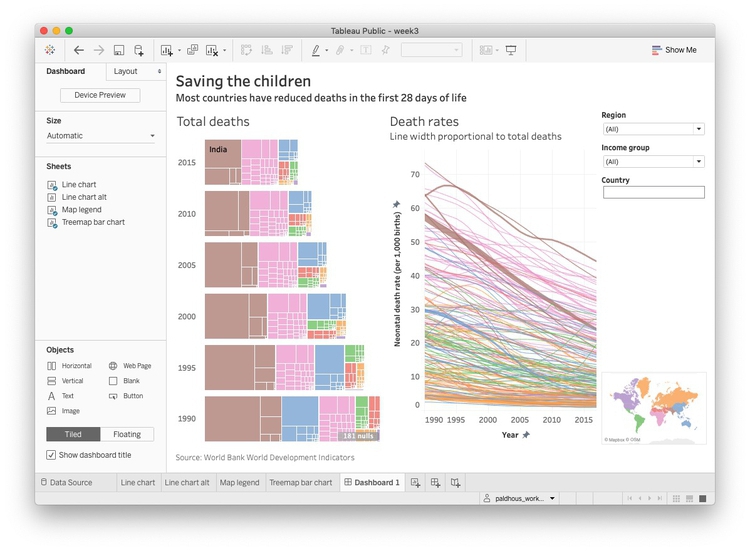 Tableau Public - week3
Show Me
Dashboard
Layout
Device Preview
Size
Automatic
Sheets
Line chart
Line chart alt
Map legend
Treemap bar chart
Objects
Horizontal
Web Page
Vertical
Blank
Text
Button
Image
Tiled
Floating
Show dashboard title
Saving the children
Most countries have reduced deaths in the first 28 days of life
Total deaths
India
2015
2010
2005
2000
1995
1990
181 nulls
Source: World Bank World Development Indicators
Death rates
Line width proportional to total deaths
Neonatal death rate (per 1,000 births)
70
60
50
40
30
20
10
0
1990 1995 2000 2005 2010 2015
Year
Region
(All)
Income group
(All)
Country
© Mapbox © OSM
Data Source
Line chart
Line chart alt
Map legend
Treemap bar chart
Dashboard 1
paldhous_work...